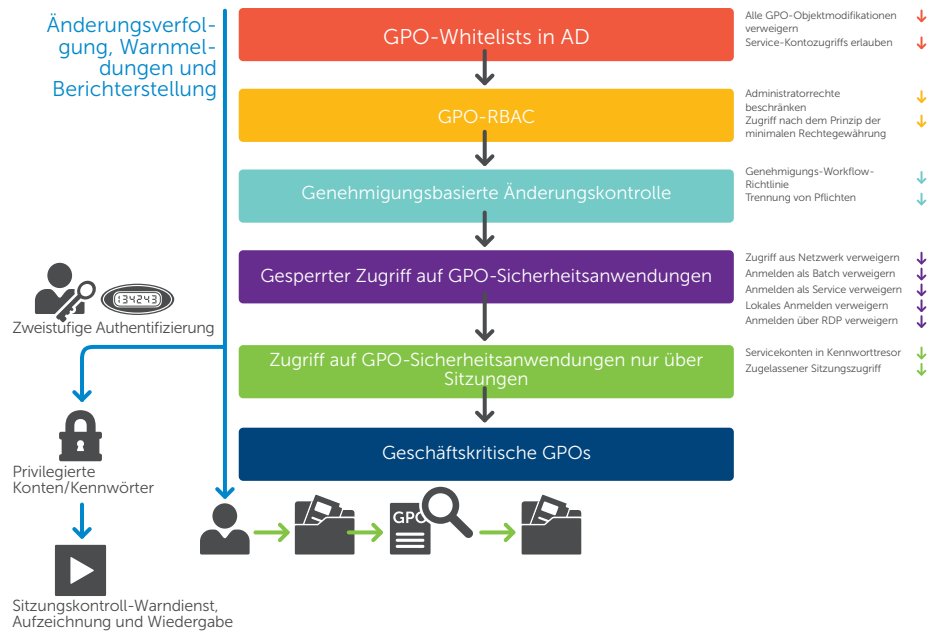 Änderungsverfol-
gung, Warnmel-
dungen und
Berichterstellung
GPO-Whitelists in AD
Alle GPO-Objektmodifikationen
verweigern
Service-Kontozugriffs erlauben
GPO-RBAC
Administratorrechte
beschränken
Zugriff nach dem Prinzip der
minimalen Rechtegewährung
Genehmigungsbasierte Änderungskontrolle
Genehmigungs-Workflow-
Richtlinie
Trennung von Pflichten
Gesperrter Zugriff auf GPO-Sicherheitsanwendungen
Zugriff aus Netzwerk verweigern
Anmelden als Batch verweigern
Anmelden als Service verweigern
Lokales Anmelden verweigern
Anmelden über RDP verweigern
134243
Zweistufige Authentifizierung
Zugriff auf GPO-Sicherheitsanwendungen nur über
Sitzungen
Servicekonten in Kennworttresor
Zugelassener Sitzungszugriff
Geschäftskritische GPOs
Privilegierte
Konten/Kennwörter
GPO
Sitzungskontroll-Warndienst,
Aufzeichnung und Wiedergabe